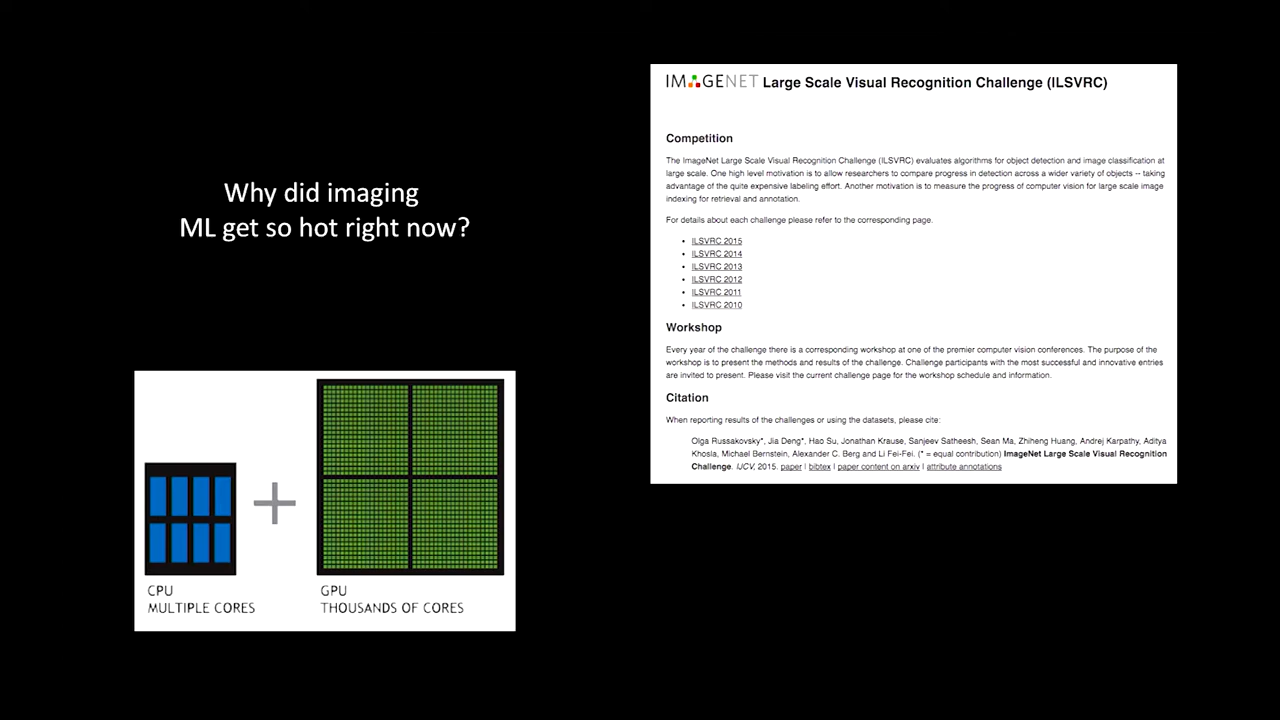 Why did imaging
ML get so hot right now?
CPU
MULTIPLE CORES
GPU
THOUSANDS OF CORES
IMAGENET Large Scale Visual Recognition Challenge (ILSVRC)
Competition
The ImageNet Large Scale Visual Recognition Challenge (ILSVRC) evaluates algorithms for object detection and image classification at
large scale. One high level motivation is to allow researchers to compare progress in detection across a wider variety of objects -- taking
advantage of the quite expensive labeling effort. Another motivation is to measure the progress of computer vision for large scale image
indexing for retrieval and annotation.
For details about each challenge please refer to the corresponding page.
• ILSVRC 2015
• ILSVRC 2014
• ILSVRC 2013
• ILSVRC 2012
• ILSVRC 2011
• ILSVRC 2010
Workshop
Every year of the challenge there is a corresponding workshop at one of the premier computer vision conferences. The purpose of the
workshop is to present the methods and results of the challenge. Challenge participants with the most successful and innovative entries
are invited to present. Please visit the current challenge page for the workshop schedule and information.
Citation
When reporting results of the challenges or using the datasets, please cite:
Olga Russakovsky*, Jia Deng*, Hao Su, Jonathan Krause, Sanjeev Satheesh, Sean Ma, Zhiheng Huang, Andrej Karpathy, Aditya
Khosla, Michael Bernstein, Alexander C. Berg and Li Fei-Fei. (* = equal contribution) ImageNet Large Scale Visual Recognition
Challenge. IJCV, 2015. paper | bibtex | paper content on arxiv | attribute annotations